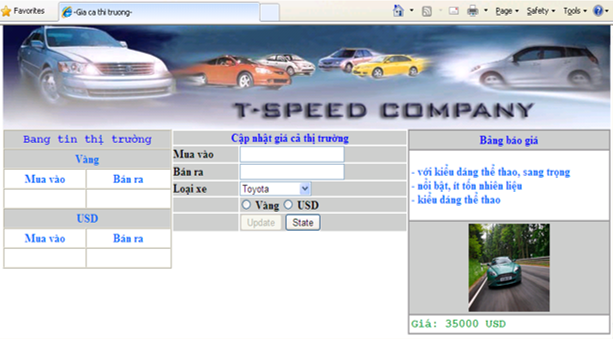 Favorites
-Gia ca thi truong-
Page
Safety
Tools
T-SPEED COMPANY
Bang tin thị trường
Vàng
Mua vào Bán ra
USD
Mua vào Bán ra
Cập nhật giá cả thị trường
Mua vào
Bán ra
Loại xe Toyota
Vàng USD
Update State
Bảng báo giá
- với kiểu dáng thể thao, sang trọng
- nổi bật, ít tốn nhiên liệu
- kiểu dáng thể thao
Giá: 35000 USD